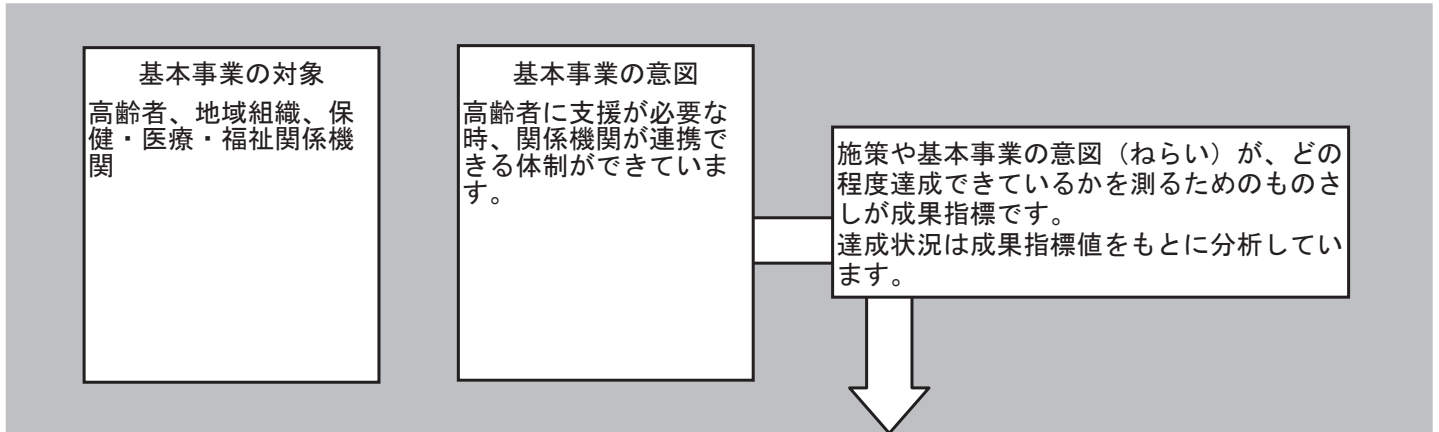 基本事業の対象
高齢者、地域組織、保
健・医療・福祉関係機
関
基本事業の意図
高齢者に支援が必要な
時、関係機関が連携で
きる体制ができていま
す。
施策や基本事業の意図（ねらい）が、どの
程度達成できているかを測るためのものさ
しが成果指標です。
達成状況は成果指標値をもとに分析してい
ます。